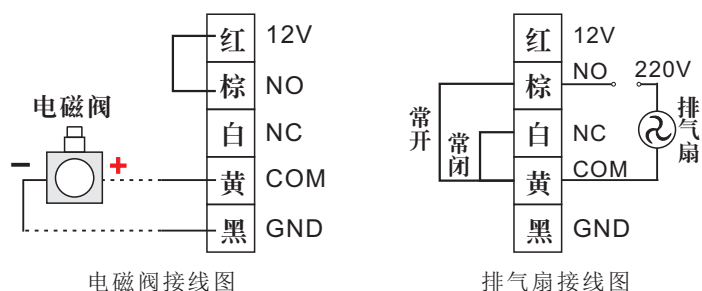 红 12V
棕 NO
白 NC
黄 COM
黑 GND
电磁阀
− +
电磁阀接线图
红 12V
棕 NO 220V
白 NC
黄 COM
黑 GND
常开
常闭
排气扇
排气扇接线图